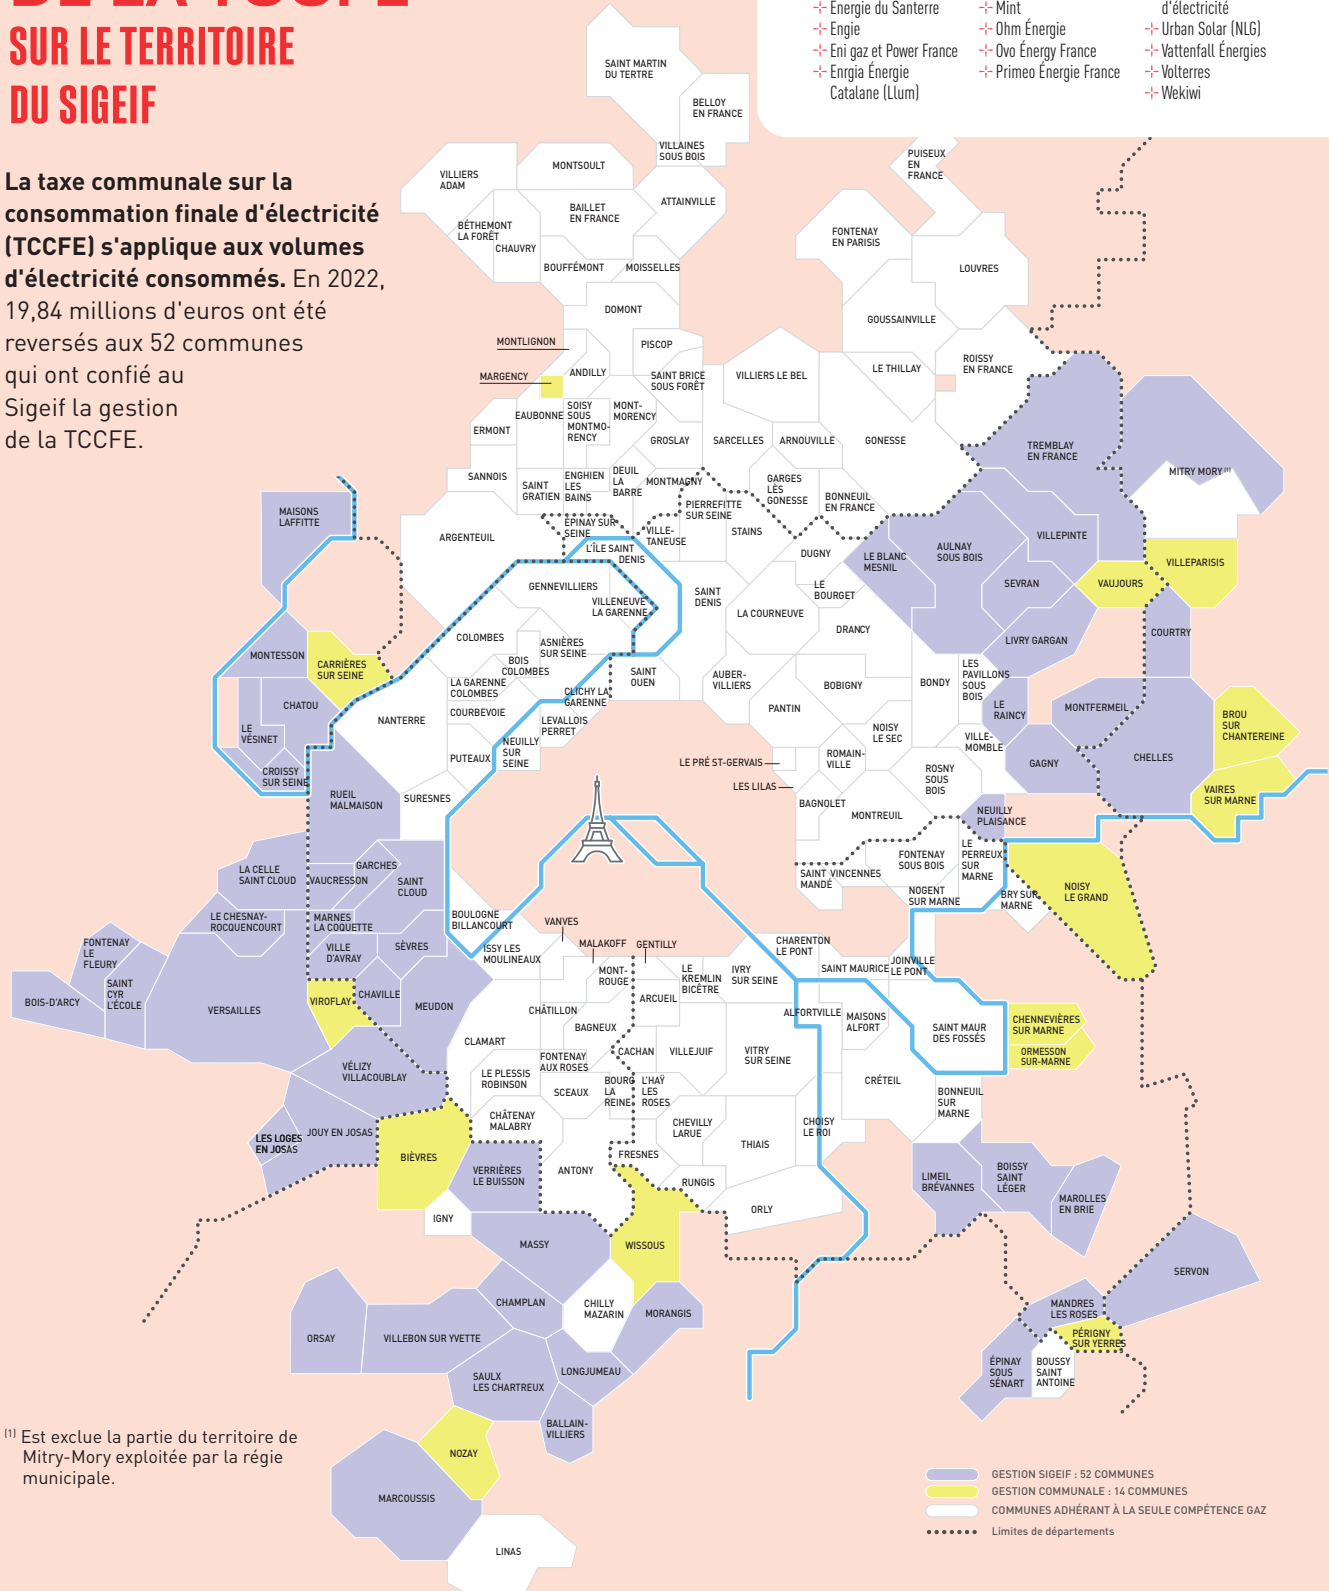 DE LA TCCFE
SUR LE TERRITOIRE
DU SIGEIF
La taxe communale sur la
consommation finale d'électricité
(TCCFE) s'applique aux volumes
d'électricité consommés. En 2022,
19,84 millions d'euros ont été
reversés aux 52 communes
qui ont confié au
Sigeif la gestion
de la TCCFE.
Energie du Santerre
Engie
Eni gaz et Power France
Enrgia Énergie
Catalane (Llum)
Mint
Ohm Énergie
Ovo Énergy France
Primeo Énergie France
d'électricité
Urban Solar (NLG)
Vattenfall Énergies
Volterres
Wekiwi
SAINT MARTIN
DU TERTRE
BELLOY
EN FRANCE
VILLAINES
SOUS BOIS
VILLIERS
ADAM
MONTSOULT
ATTAINVILLE
BAILLET
EN FRANCE
BÉTHEMONT
LA FORÊT
CHAUVRY
BOUFFÉMONT
MOISSELLES
PUISEUX
EN
FRANCE
FONTENAY
EN PARISIS
LOUVRES
DOMONT
GOUSSAINVILLE
MONTLIGNON
PISCOP
MARGENCY
ANDILLY
SAINT BRICE
SOUS FORÊT
VILLIERS LE BEL
LE THILLAY
ROISSY
EN FRANCE
EAUBONNE
SOISY
SOUS
MONTMO-
RENCY
MONT-
MORENCY
ERMONT
GROSLAY
SARCELLES
ARNOUVILLE
GONESSE
TREMBLAY
EN FRANCE
MITRY MORY (1)
SANNOIS
SAINT
GRATIEN
ENGHIEN
LES
BAINS
DEUIL
LA
BARRE
MONTMAGNY
GARGES
LÈS
GONESSE
BONNEUIL
EN FRANCE
MAISONS
LAFFITTE
ARGENTEUIL
ÉPINAY SUR
SEINE
VILLE-
TANEUSE
PIERREFITTE
SUR SEINE
STAINS
L'ÎLE SAINT
DENIS
DUGNY
LE BLANC
MESNIL
AULNAY
SOUS BOIS
VILLEPINTE
VILLEPARISIS
SEVRAN
VAUJOURS
GENNEVILLIERS
VILLENEUVE
LA GARENNE
SAINT
DENIS
LA COURNEUVE
LE
BOURGET
DRANCY
LIVRY GARGAN
COURTRY
MONTESSON
CARRIÈRES
SUR SEINE
COLOMBES
ASNIÈRES
SUR SEINE
BOIS
COLOMBES
LA GARENNE
COLOMBES
SAINT
OUEN
AUBER-
VILLIERS
BOBIGNY
BONDY
LES
PAVILLONS
SOUS
BOIS
CLICHY LA
GARENNE
CHATOU
NANTERRE
COURBEVOIE
LEVALLOIS
PERRET
PANTIN
LE
RAINCY
MONTFERMEIL
BROU
SUR
CHANTEREINE
LE
VÉSINET
NEUILLY
SUR
SEINE
PUTEAUX
NOISY
LE SEC
VILLE-
MOMBLE
GAGNY
CHELLES
CROISSY
SUR SEINE
LE PRÉ ST-GERVAIS
ROMAIN-
VILLE
ROSNY
SOUS
BOIS
LES LILAS
RUEIL
MALMAISON
SURESNES
BAGNOLET
MONTREUIL
NEUILLY
PLAISANCE
VAIRES
SUR MARNE
LA CELLE
SAINT CLOUD
VAUCRESSON
GARCHES
SAINT
CLOUD
FONTENAY
SOUS BOIS
LE
PERREUX
SUR
MARNE
SAINT
MANDÉ
VINCENNES
NOGENT
SUR MARNE
BRY SUR
MARNE
NOISY
LE GRAND
LE CHESNAY-
ROCQUENCOURT
MARNES
LA COQUETTE
BOULOGNE
BILLANCOURT
VANVES
MALAKOFF
GENTILLY
CHARENTON
LE PONT
FONTENAY
LE
FLEURY
VILLE
D'AVRAY
SÈVRES
ISSY LES
MOULINEAUX
MONT-
ROUGE
LE
KREMLIN
BICÊTRE
IVRY
SUR SEINE
SAINT MAURICE
JOINVILLE
LE PONT
BOIS-D'ARCY
SAINT
CYR
L'ÉCOLE
VERSAILLES
VIROFLAY
CHAVILLE
MEUDON
CHÂTILLON
ARCUEIL
ALFORTVILLE
MAISONS
ALFORT
SAINT MAUR
DES FOSSÉS
CHENNEVIÈRES
SUR MARNE
BAGNEUX
ORMESSON
SUR-MARNE
CLAMART
FONTENAY
AUX ROSES
CACHAN
VILLEJUIF
VITRY
SUR SEINE
VÉLIZY
VILLACOUBLAY
LE PLESSIS
ROBINSON
SCEAUX
BOURG
LA
REINE
L'HAŸ
LES
ROSES
CRÉTEIL
BONNEUIL
SUR
MARNE
CHÂTENAY
MALABRY
CHEVILLY
LARUE
CHOISY
LE ROI
LES LOGES
EN JOSAS
JOUY EN JOSAS
BIÈVRES
THIAIS
VERRIÈRES
LE BUISSON
ANTONY
FRESNES
RUNGIS
LIMEIL
BRÉVANNES
BOISSY
SAINT
LÉGER
MAROLLES
EN BRIE
IGNY
ORLY
MASSY
WISSOUS
SERVON
CHAMPLAN
CHILLY
MAZARIN
MORANGIS
MANDRES
LES ROSES
ORSAY
VILLEBON SUR YVETTE
PÉRIGNY
SUR YERRES
SAULX
LES CHARTREUX
LONGJUMEAU
ÉPINAY
SOUS
SÉNART
BOUSSY
SAINT
ANTOINE
BALLAIN-
VILLIERS
NOZAY
MARCOUSSIS
LINAS
(1) Est exclue la partie du territoire de
Mitry-Mory exploitée par la régie
municipale.
GESTION SIGEIF : 52 COMMUNES
GESTION COMMUNALE : 14 COMMUNES
COMMUNES ADHÉRANT À LA SEULE COMPÉTENCE GAZ
Limites de départements